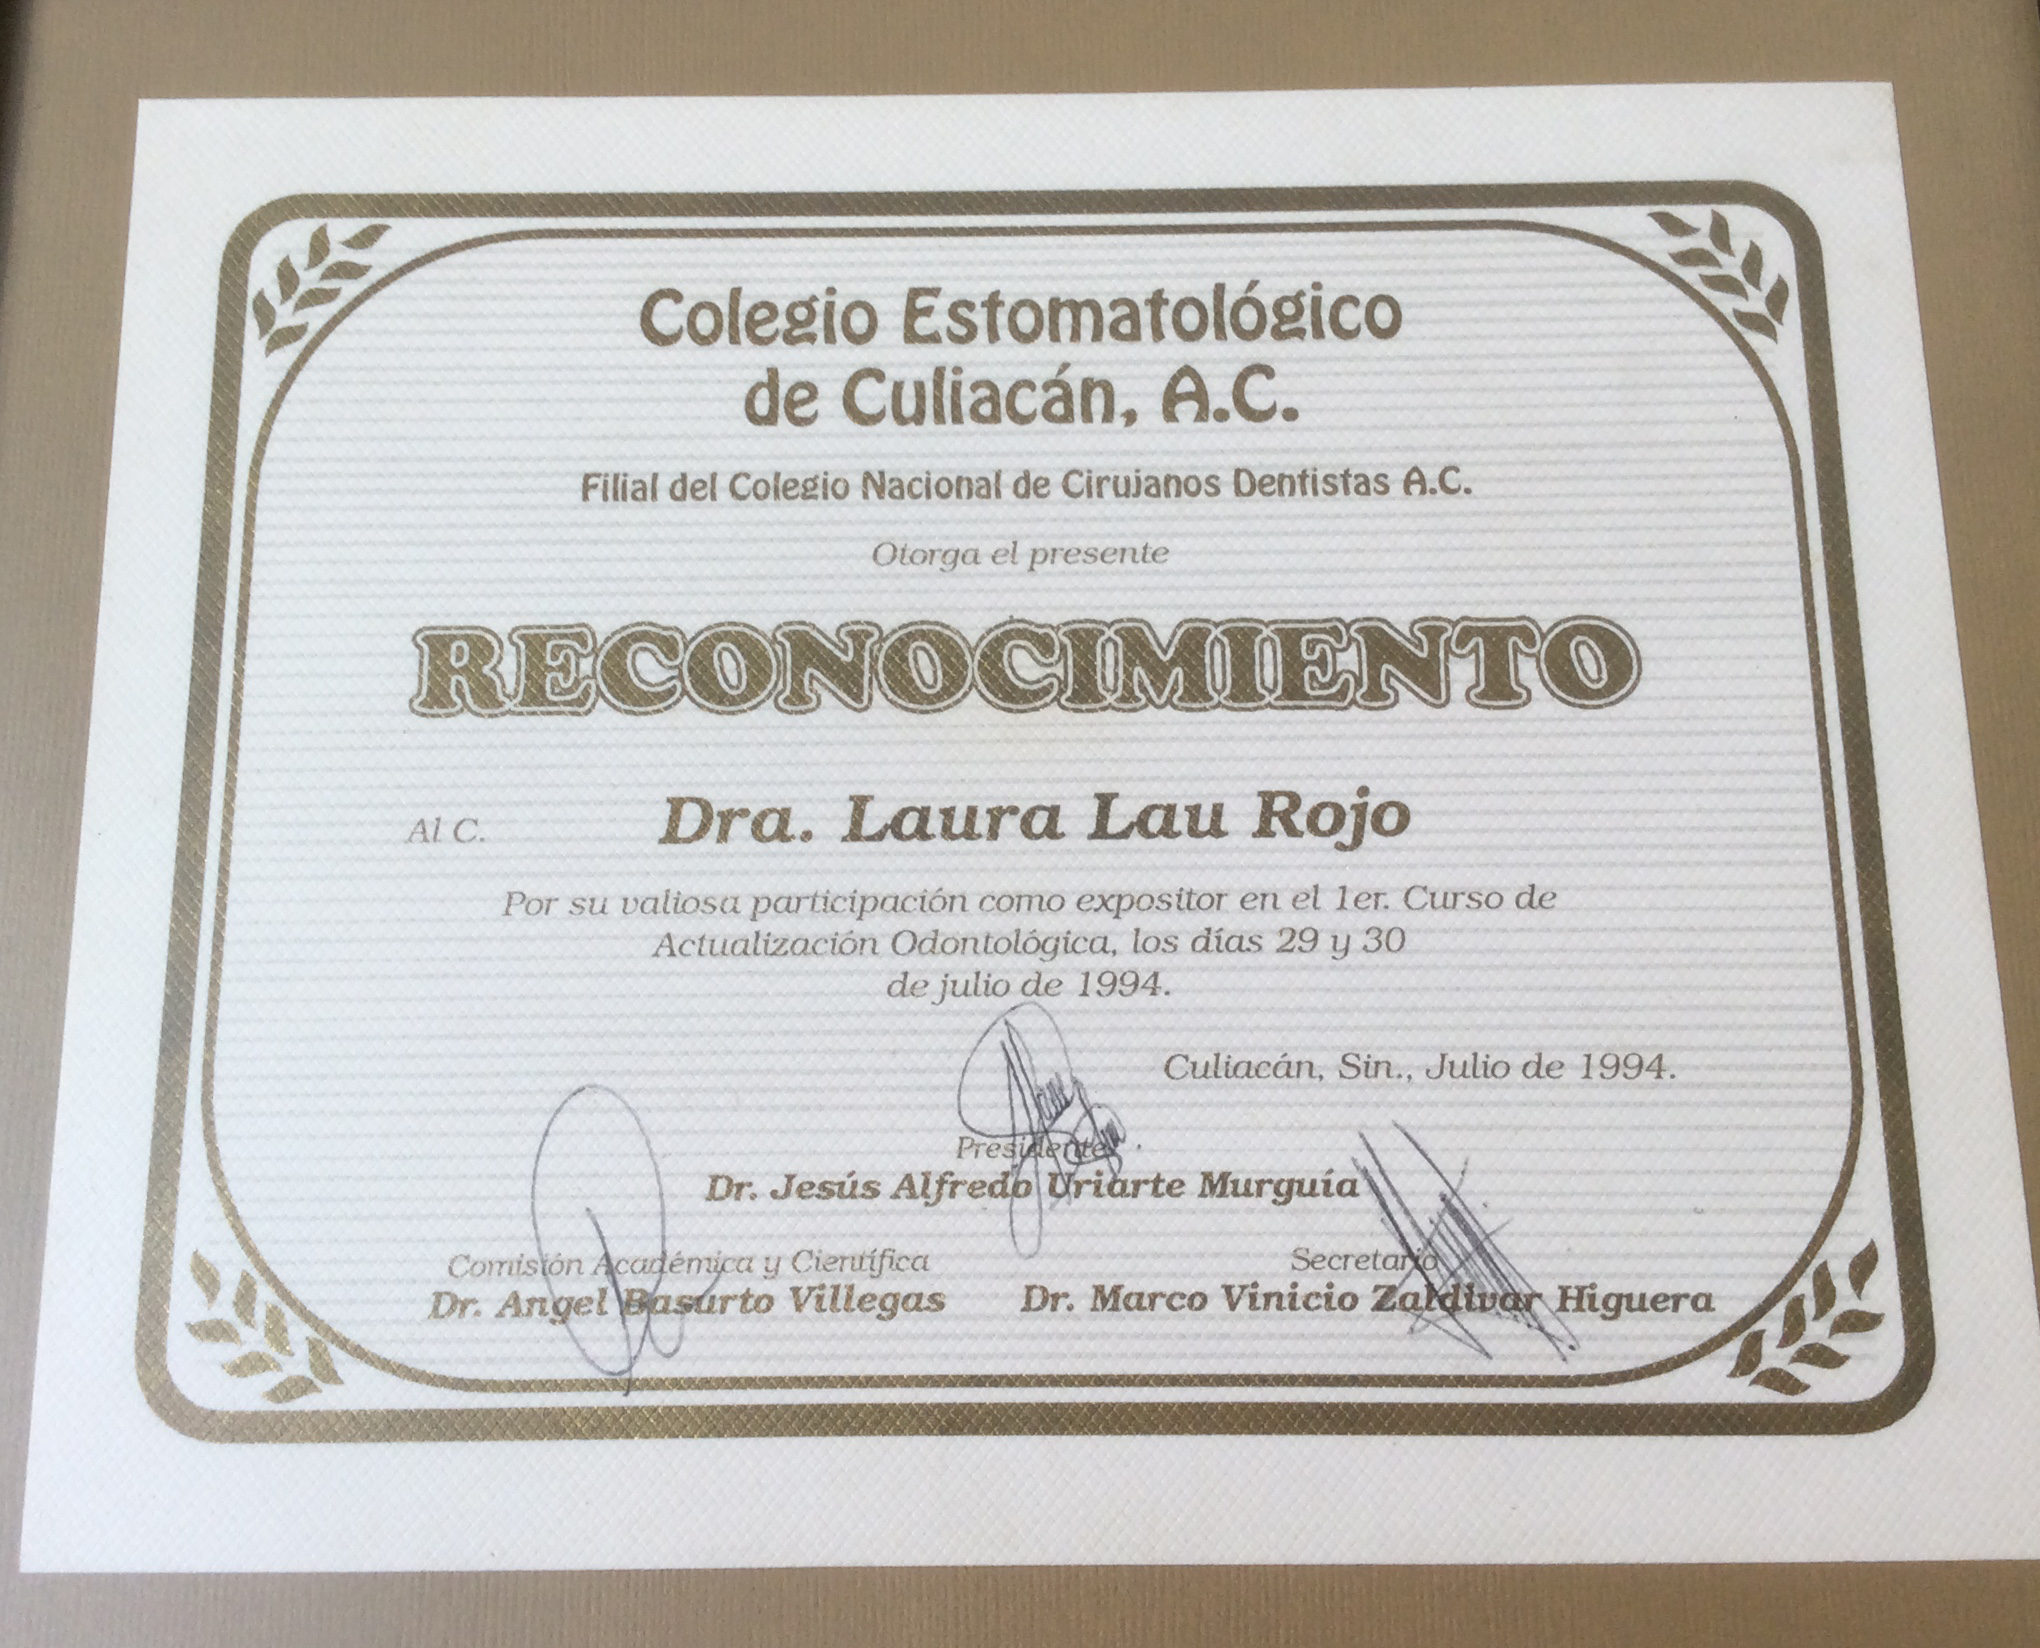 Colegio Estomatológico
de Culiacán, A.C.
Filial del Colegio Nacional de Cirujanos Dentistas A.C.
Otorga el presente
RECONOCIMIENTO
Al C. Dra. Laura Lau Rojo
Por su valiosa participación como expositor en el 1er. Curso de
Actualización Odontológica, los días 29 y 30
de julio de 1994.
Culiacán, Sin., Julio de 1994.
Presidente
Dr. Jesús Alfredo Uriarte Murguía
Comisión Académica y Científica
Dr. Angel Basurto Villegas
Secretario
Dr. Marco Vinicio Zaldivar Higuera